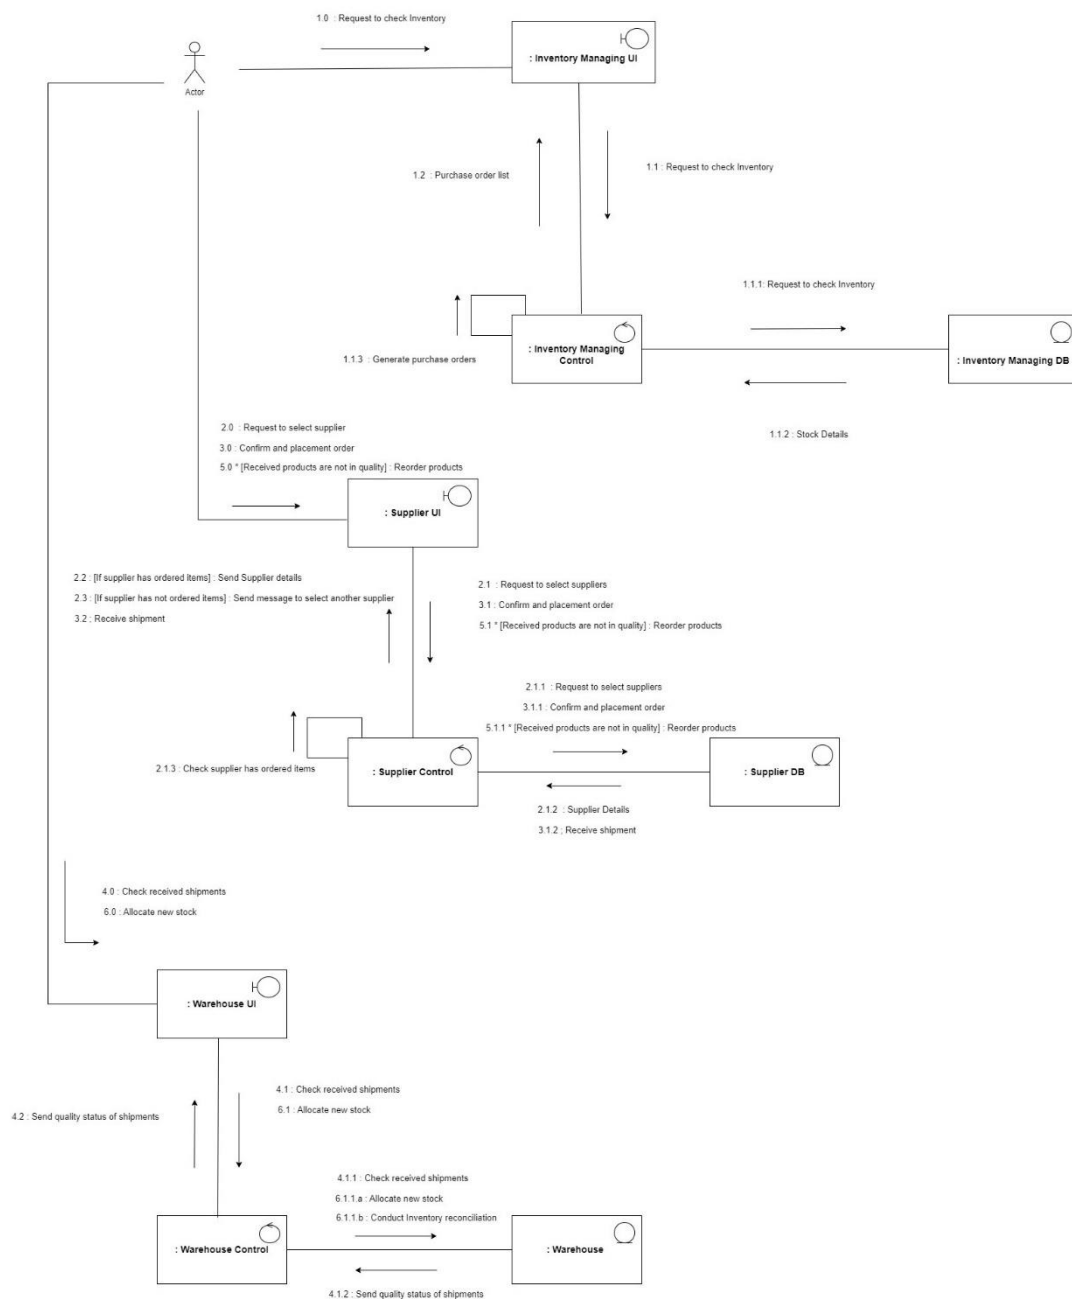 1.0 : Request to check Inventory
: Inventory Managing UI
Actor
1.2 : Purchase order list
1.1 : Request to check Inventory
1.1.1: Request to check Inventory
: Inventory Managing
Control
: Inventory Managing DB
1.1.3 : Generate purchase orders
1.1.2 : Stock Details
2.0 : Request to select supplier
3.0 : Confirm and placement order
5.0 * [Received products are not in quality] : Reorder products
: Supplier UI
2.2 : [If supplier has ordered items] : Send Supplier details
2.3 : [If supplier has not ordered items] : Send message to select another supplier
3.2 : Receive shipment
2.1 : Request to select suppliers
3.1 : Confirm and placement order
5.1 * [Received products are not in quality] : Reorder products
2.1.1 : Request to select suppliers
3.1.1 : Confirm and placement order
5.1.1 * [Received products are not in quality] : Reorder products
2.1.3 : Check supplier has ordered items
: Supplier Control
: Supplier DB
2.1.2 : Supplier Details
3.1.2 ; Receive shipment
4.0 : Check received shipments
6.0 : Allocate new stock
: Warehouse UI
4.2 : Send quality status of shipments
4.1 : Check received shipments
6.1 : Allocate new stock
4.1.1 : Check received shipments
6.1.1.a : Allocate new stock
6.1.1.b : Conduct Inventory reconciliation
: Warehouse Control
: Warehouse
4.1.2 : Send quality status of shipments